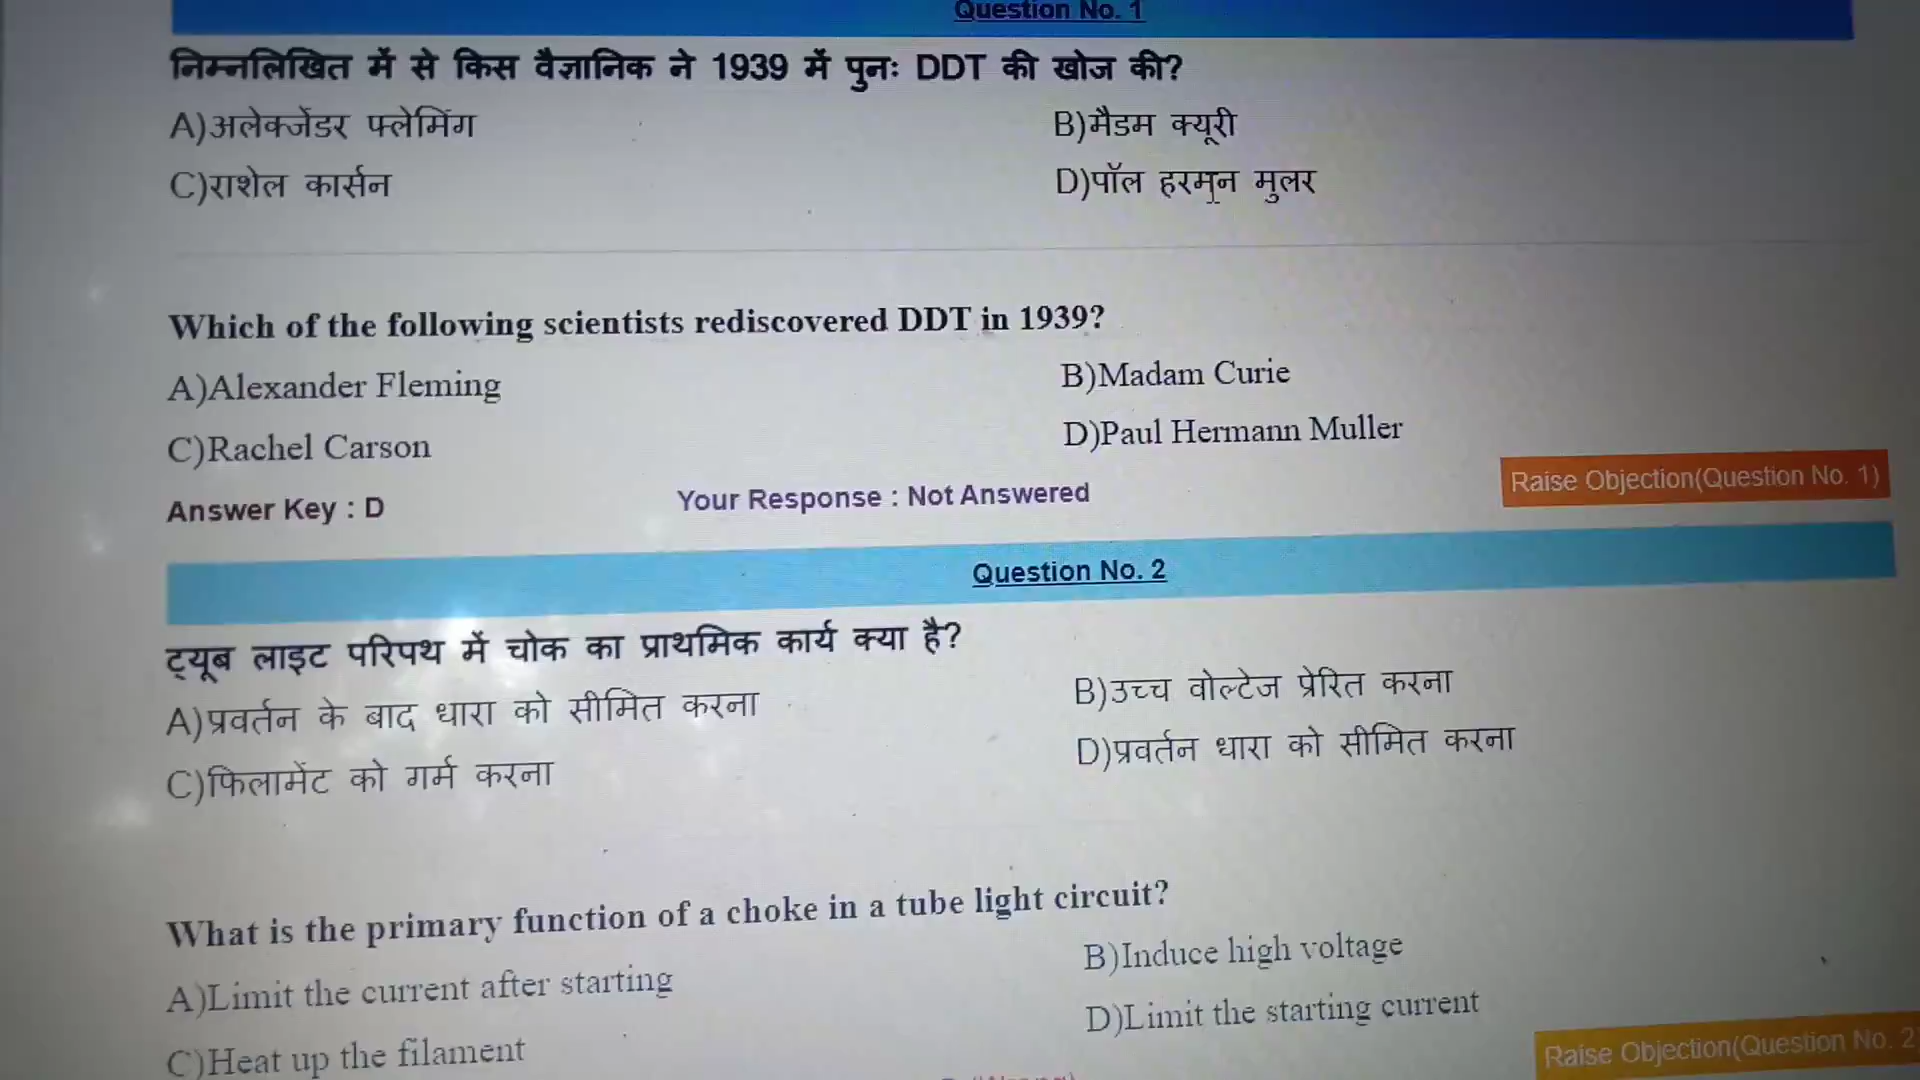 Question No. 1
निम्नलिखित में से किस वैज्ञानिक ने 1939 में पुनः DDT की खोज की?
A)अलेक्जेंडर फ्लेमिंग
B)मैडम क्यूरी
C)राशेल कार्सन
D)पॉल हरमून मुलर
Which of the following scientists rediscovered DDT in 1939?
A)Alexander Fleming
B)Madam Curie
C)Rachel Carson
D)Paul Hermann Muller
Answer Key : D
Your Response : Not Answered
Raise Objection(Question No. 1)
Question No. 2
ट्यूब लाइट परिपथ में चोक का प्राथमिक कार्य क्या है?
A)प्रवर्तन के बाद धारा को सीमित करना
B)उच्च वोल्टेज प्रेरित करना
C)फिलामेंट को गर्म करना
D)प्रवर्तन धारा को सीमित करना
What is the primary function of a choke in a tube light circuit?
A)Limit the current after starting
B)Induce high voltage
C)Heat up the filament
D)Limit the starting current
Raise Objection(Question No. 2